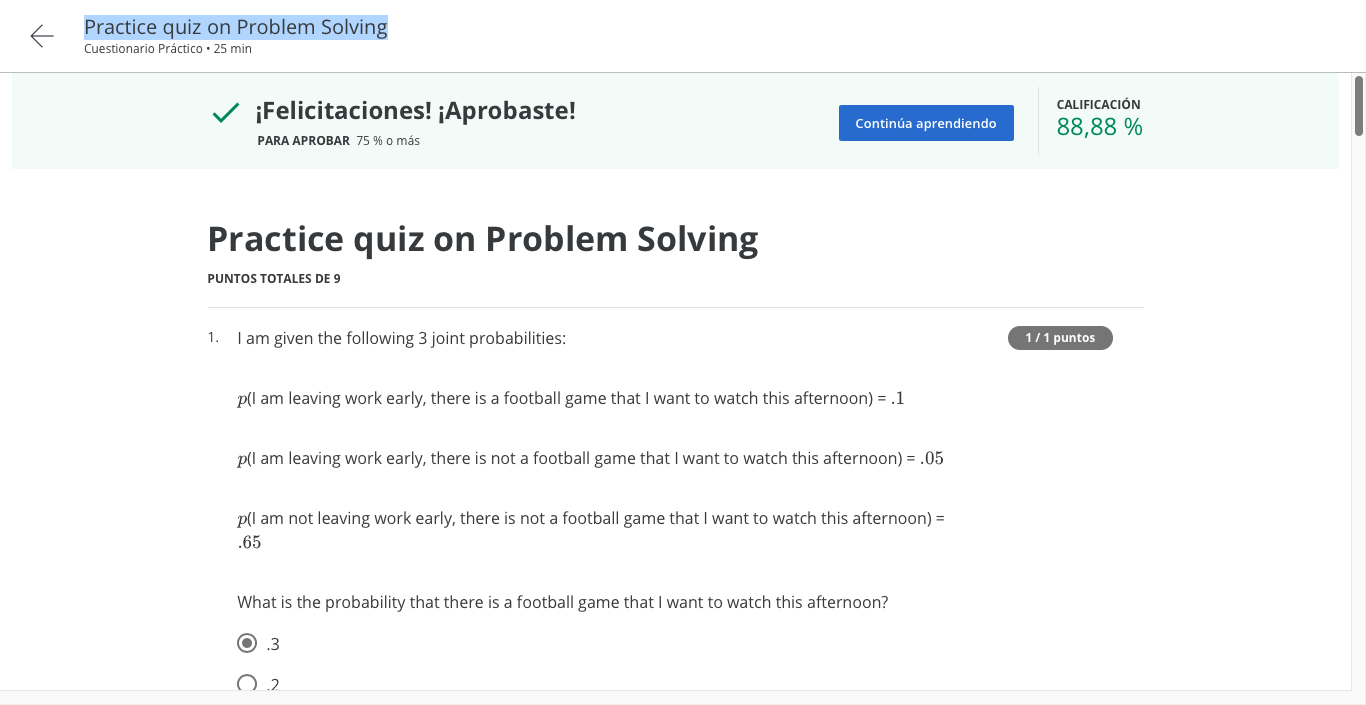 Practice quiz on Problem Solving
Cuestionario Práctico • 25 min
¡Felicitaciones! ¡Aprobaste!
PARA APROBAR 75 % o más
Continúa aprendiendo
CALIFICACIÓN
88,88 %
Practice quiz on Problem Solving
PUNTOS TOTALES DE 9
1. I am given the following 3 joint probabilities:
1 / 1 puntos
p(I am leaving work early, there is a football game that I want to watch this afternoon) = .1
p(I am leaving work early, there is not a football game that I want to watch this afternoon) = .05
p(I am not leaving work early, there is not a football game that I want to watch this afternoon) =
.65
What is the probability that there is a football game that I want to watch this afternoon?
.3
.2